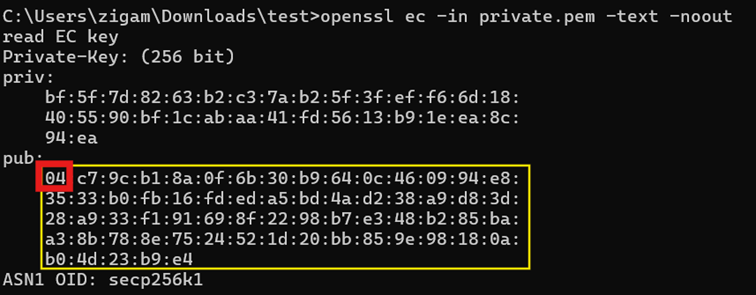 C:\Users\zigam\Downloads\test>openssl ec -in private.pem -text -noout
read EC key
Private-Key: (256 bit)
priv:
    bf:5f:7d:82:63:b2:c3:7a:b2:5f:3f:ef:f6:6d:18:
    40:55:90:bf:1c:ab:aa:41:fd:56:13:b9:1e:ea:8c:
    94:ea
pub:
    04:c7:9c:b1:8a:0f:6b:30:b9:64:0c:46:09:94:e8:
    35:33:b0:fb:16:fd:ed:a5:bd:4a:d2:38:a9:d8:3d:
    28:a9:33:f1:91:69:8f:22:98:b7:e3:48:b2:85:ba:
    a3:8b:78:8e:75:24:52:1d:20:bb:85:9e:98:18:0a:
    b0:4d:23:b9:e4
ASN1 OID: secp256k1